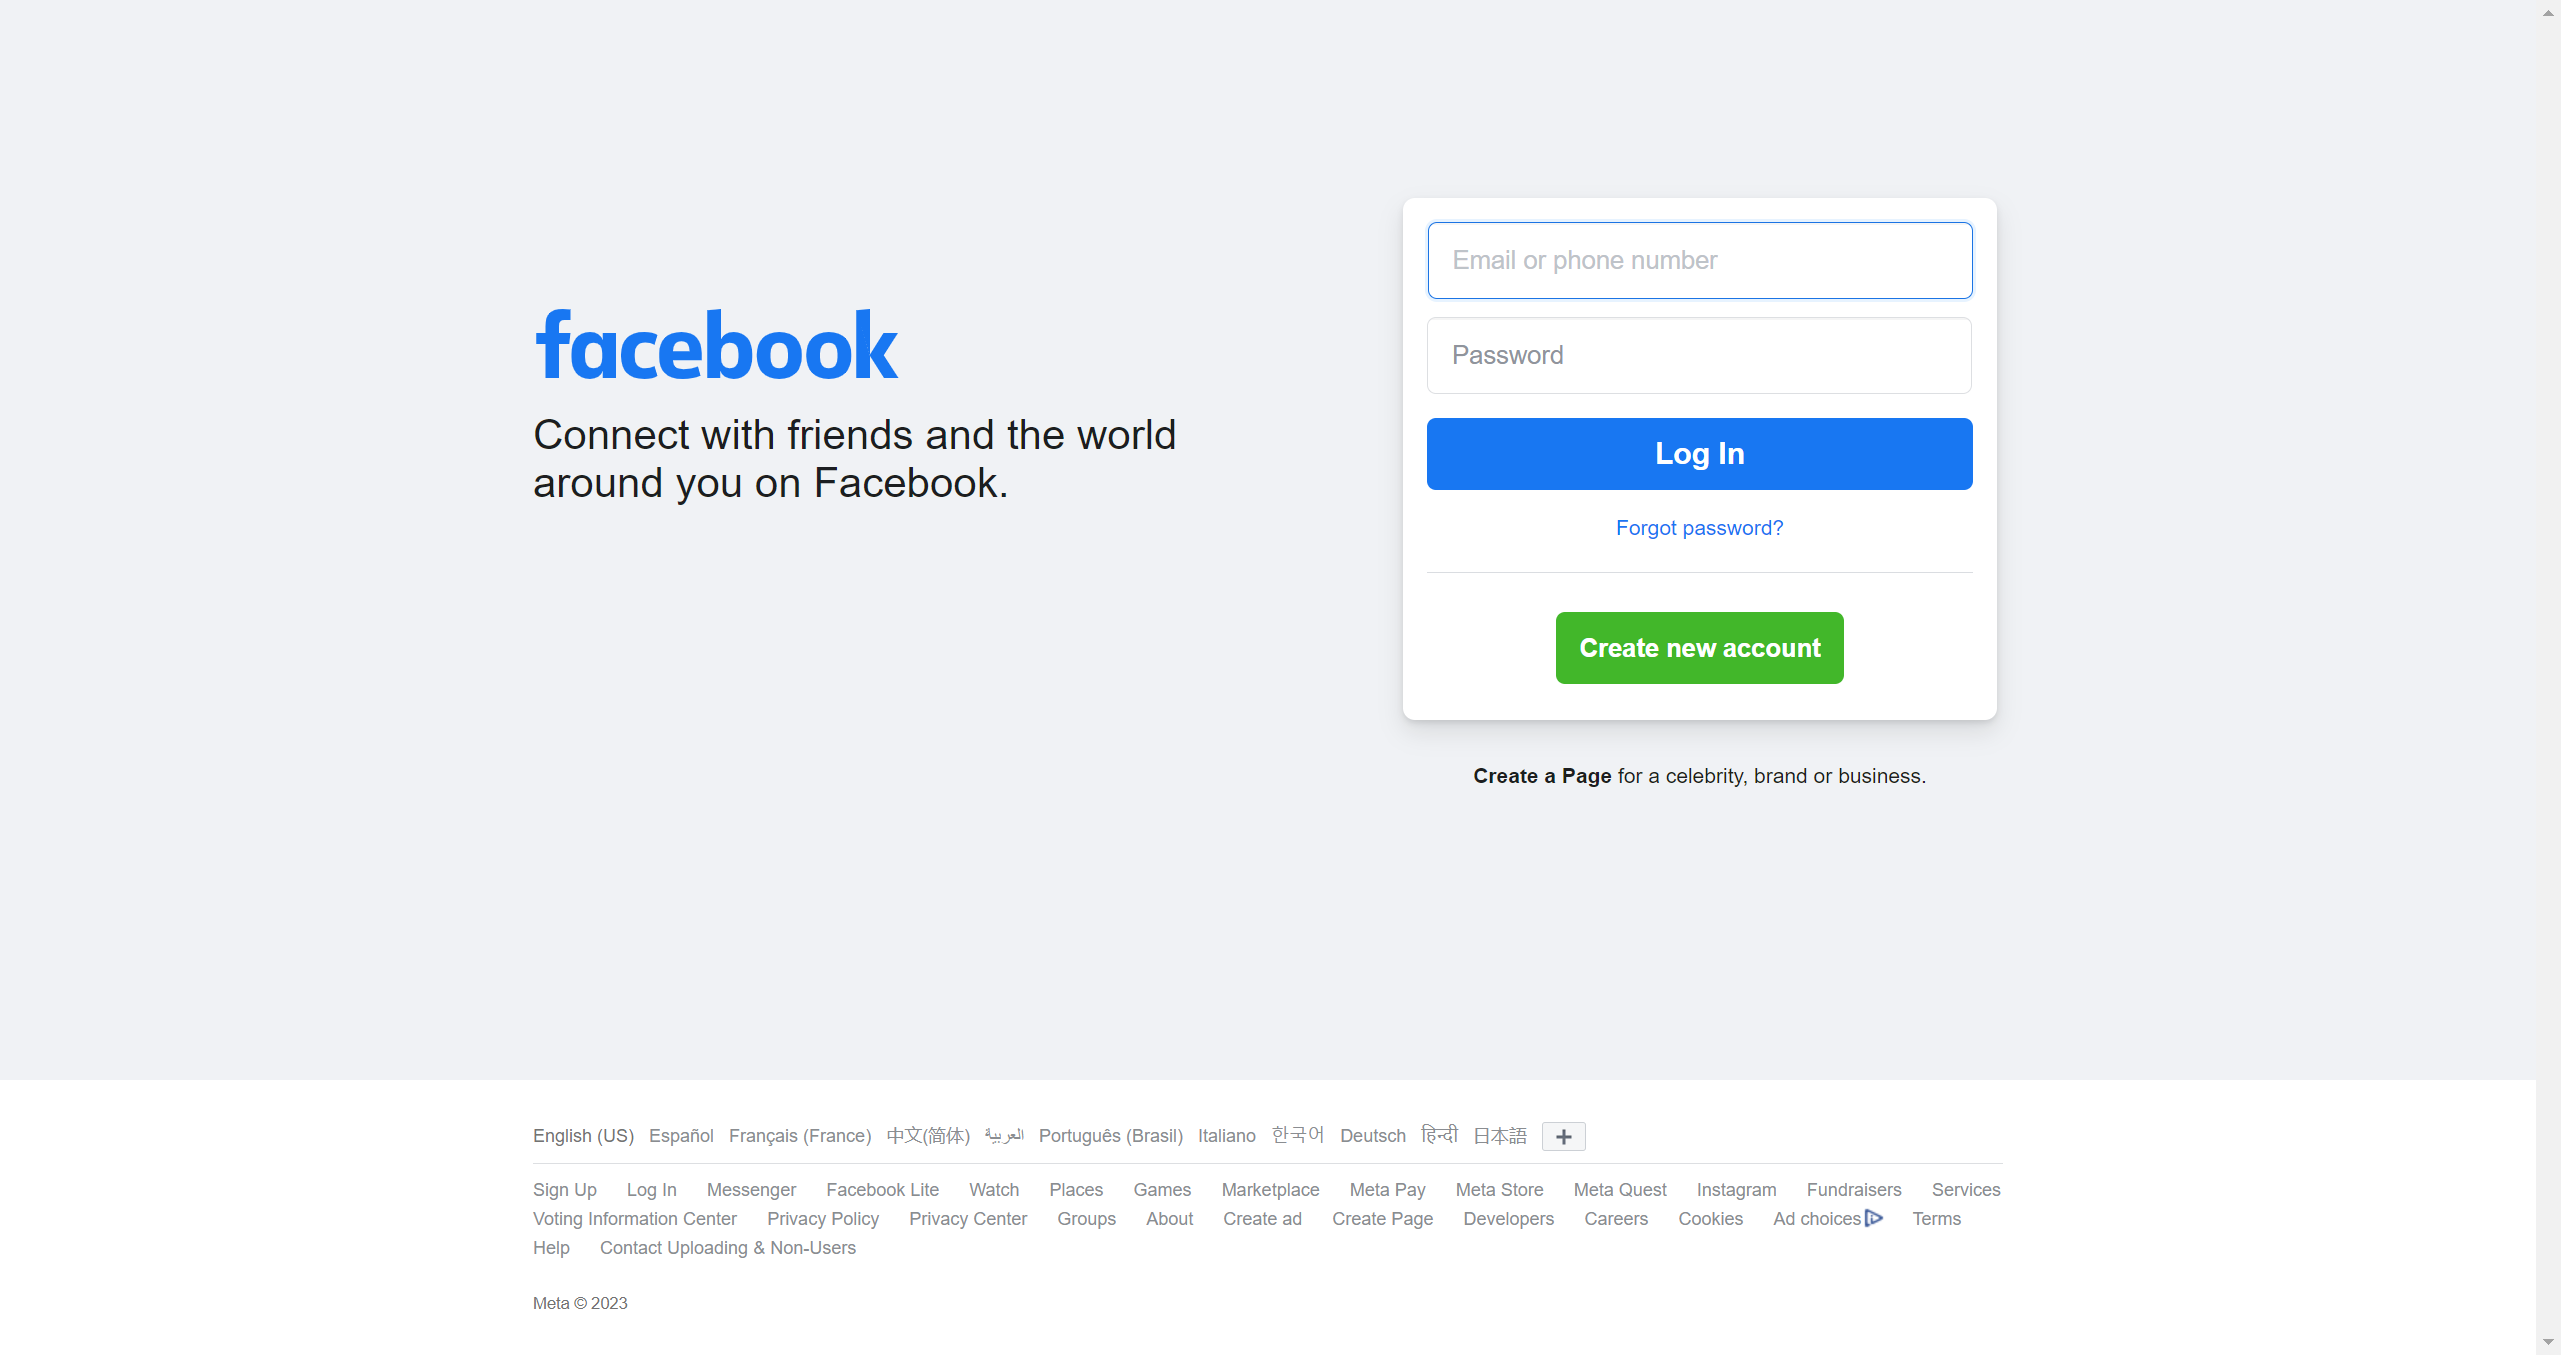 facebook
Connect with friends and the world
around you on Facebook.
Email or phone number
Password
Log In
Forgot password?
Create new account
Create a Page for a celebrity, brand or business.
English (US) Español Français (France) 中文(简体) العربية Português (Brasil) Italiano 한국어 Deutsch हिन्दी 日本語
Sign Up Log In Messenger Facebook Lite Watch Places Games Marketplace Meta Pay Meta Store Meta Quest Instagram Fundraisers Services
Voting Information Center Privacy Policy Privacy Center Groups About Create ad Create Page Developers Careers Cookies Ad choices Terms
Help Contact Uploading & Non-Users
Meta © 2023